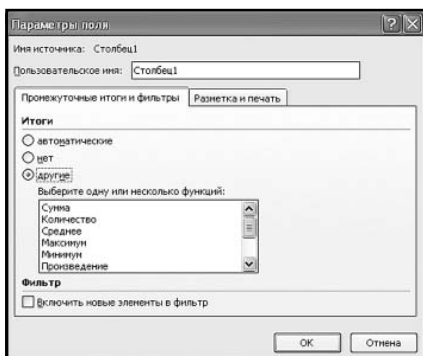 Параметры поля
Имя источника: Столбец1
Пользовательское имя: Столбец1
Промежуточные итоги и фильтры Разметка и печать
Итоги
автоматические
нет
другие
Выберите одну или несколько функций:
Сумма
Количество
Среднее
Максимум
Минимум
Произведение
Фильтр
Включить новые элементы в фильтр
ОК Отмена